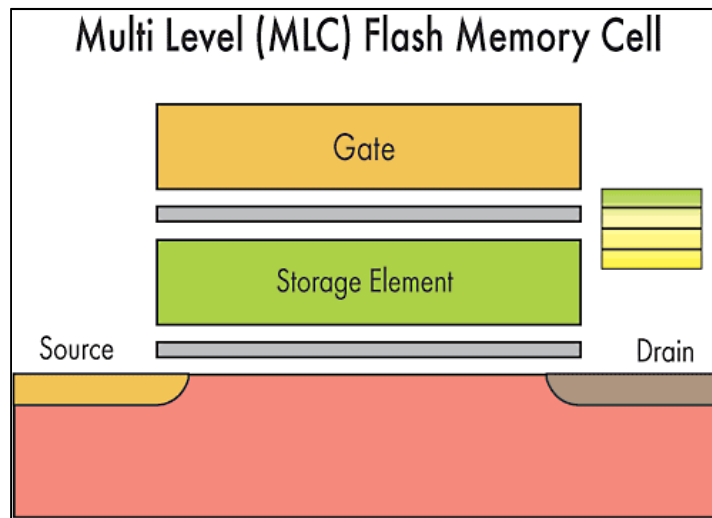 Multi Level (MLC) Flash Memory Cell
Gate
Storage Element
Source
Drain